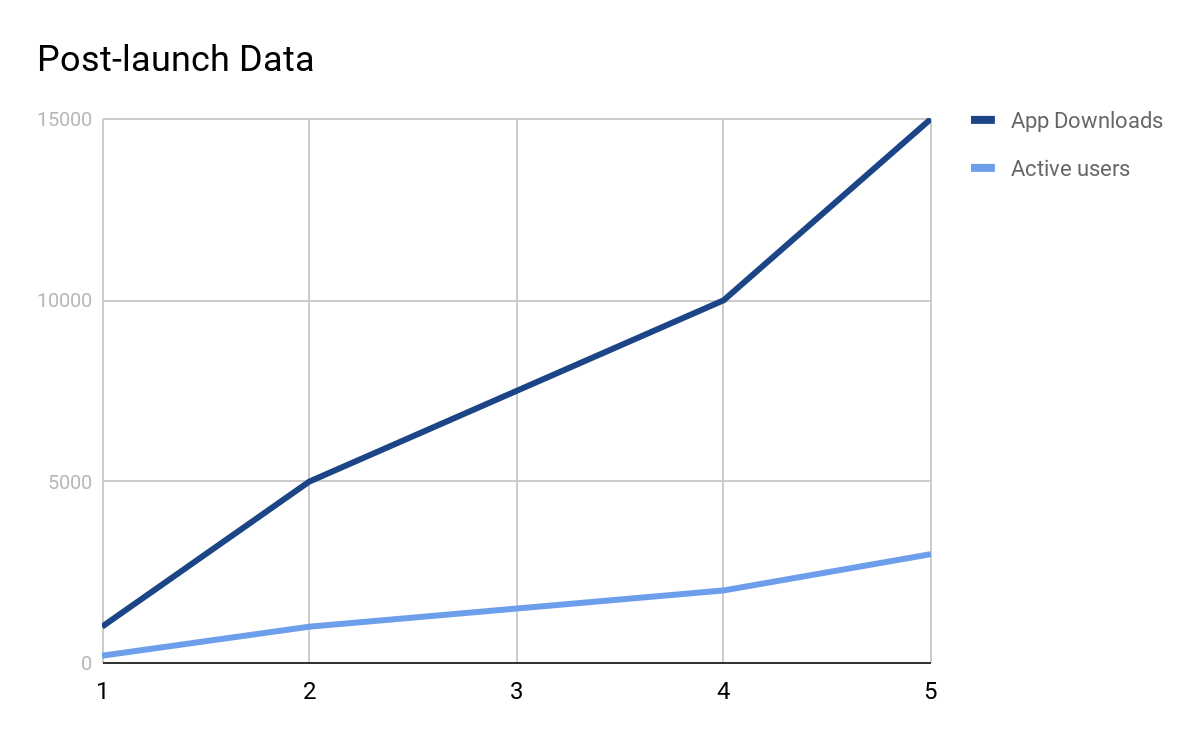 Post-launch Data
15000
10000
5000
0
1 2 3 4 5
App Downloads
Active users